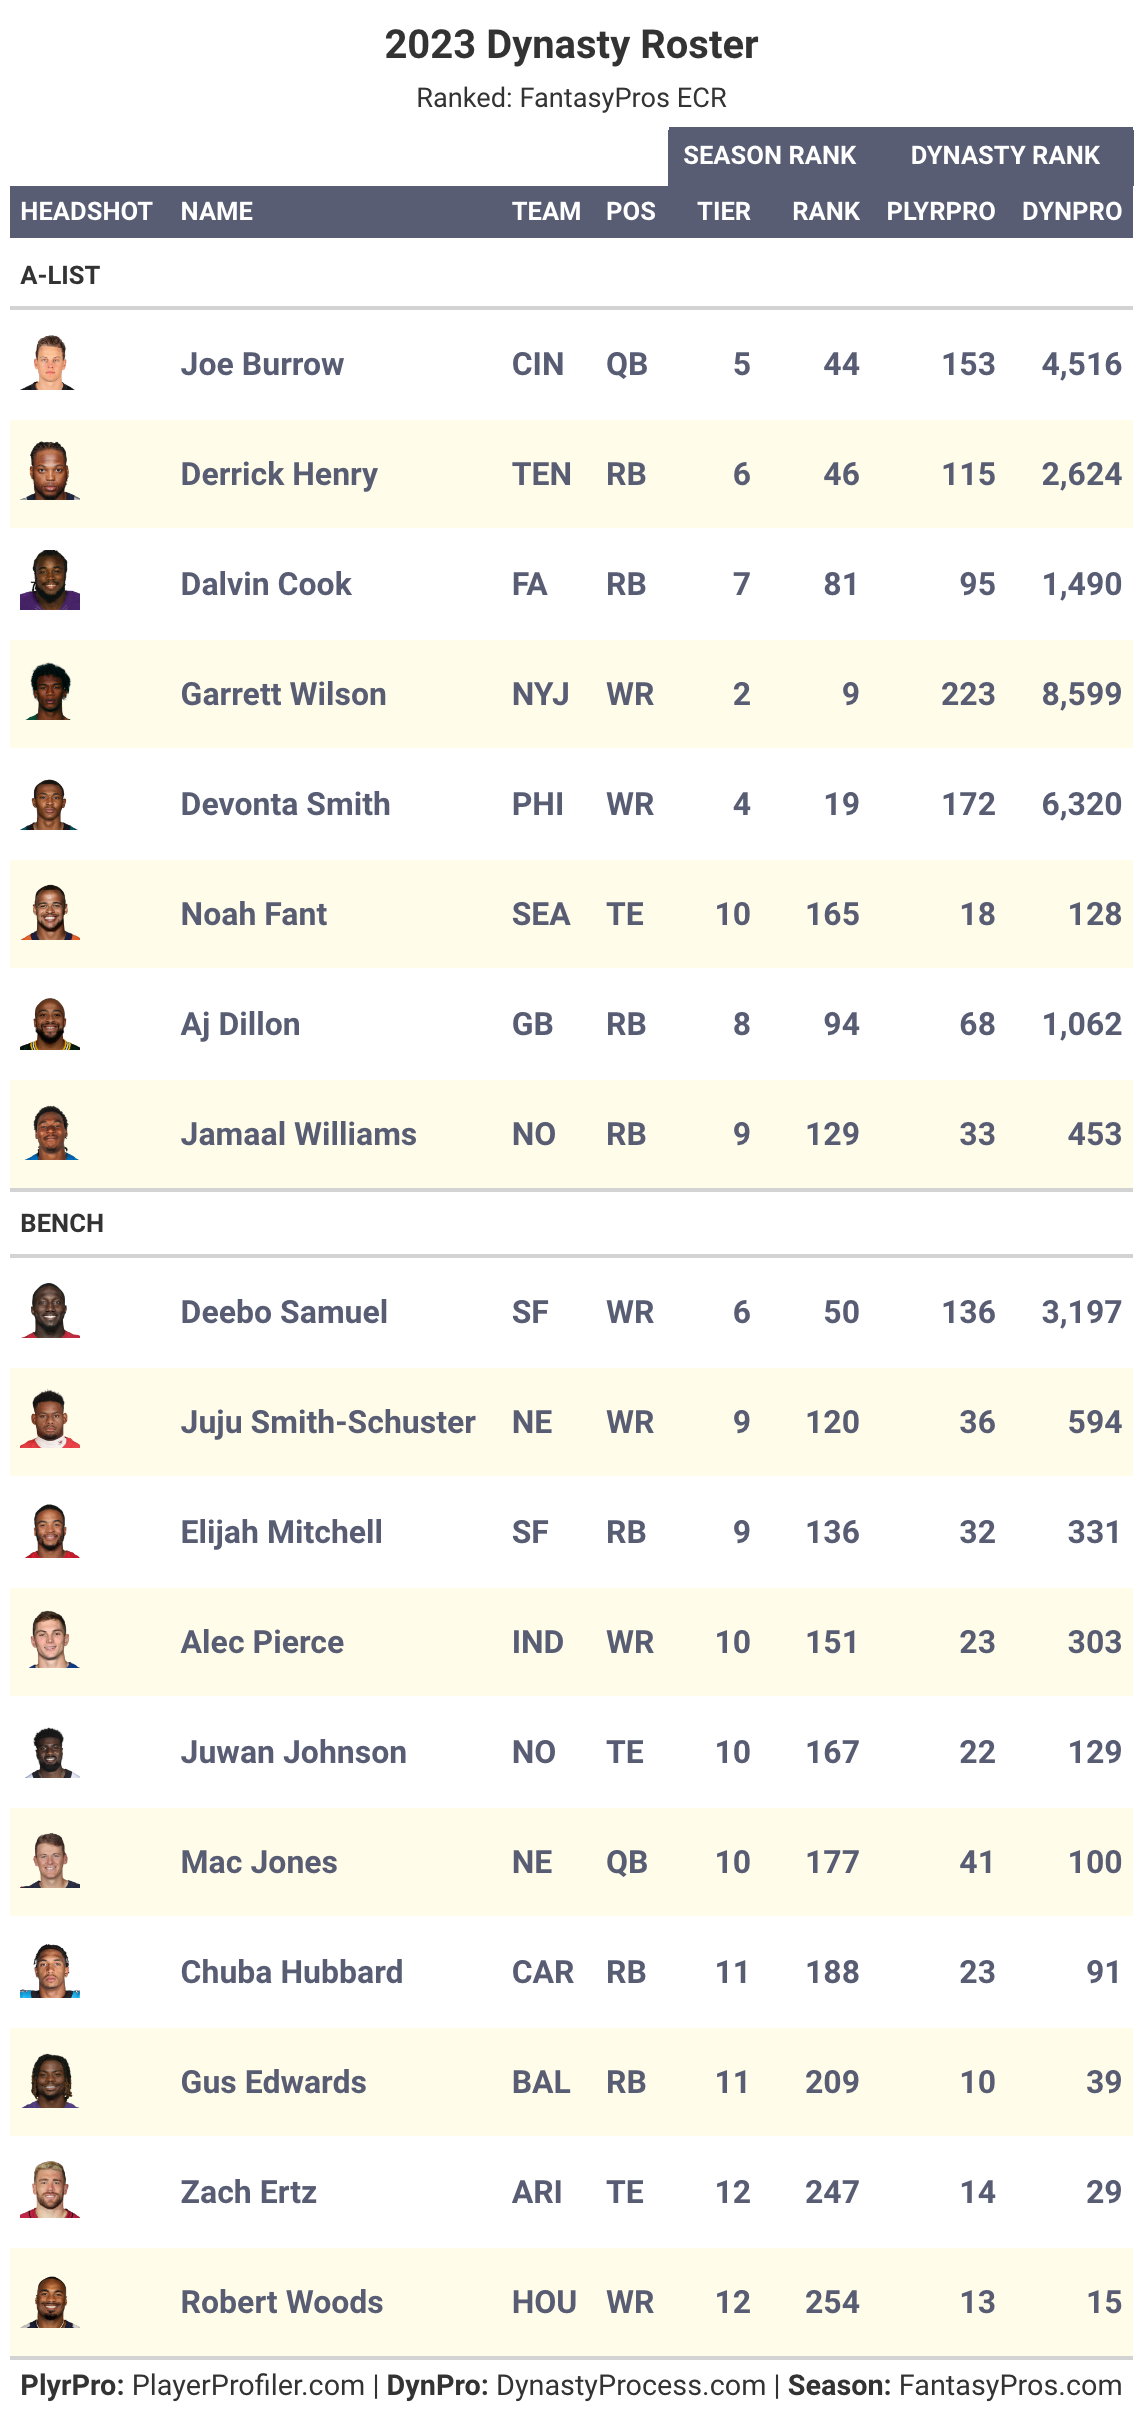 2023 Dynasty Roster
Ranked: FantasyPros ECR
SEASON RANK DYNASTY RANK
HEADSHOT NAME TEAM POS TIER RANK PLYRPRO DYNPRO
A-LIST
Joe Burrow CIN QB 5 44 153 4,516
Derrick Henry TEN RB 6 46 115 2,624
Dalvin Cook FA RB 7 81 95 1,490
Garrett Wilson NYJ WR 2 9 223 8,599
Devonta Smith PHI WR 4 19 172 6,320
Noah Fant SEA TE 10 165 18 128
Aj Dillon GB RB 8 94 68 1,062
Jamaal Williams NO RB 9 129 33 453
BENCH
Deebo Samuel SF WR 6 50 136 3,197
Juju Smith-Schuster NE WR 9 120 36 594
Elijah Mitchell SF RB 9 136 32 331
Alec Pierce IND WR 10 151 23 303
Juwan Johnson NO TE 10 167 22 129
Mac Jones NE QB 10 177 41 100
Chuba Hubbard CAR RB 11 188 23 91
Gus Edwards BAL RB 11 209 10 39
Zach Ertz ARI TE 12 247 14 29
Robert Woods HOU WR 12 254 13 15
PlyrPro: PlayerProfiler.com | DynPro: DynastyProcess.com | Season: FantasyPros.com